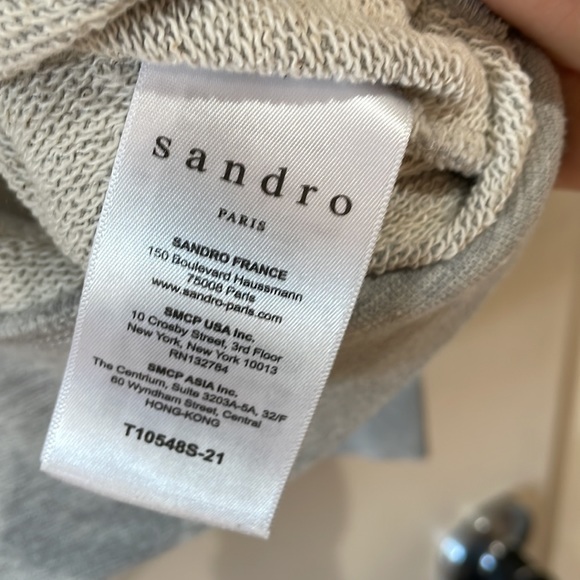 sandro
PARIS
SANDRO FRANCE
150 Boulevard Haussmann
75008 Paris
www.sandro-paris.com
SMCP USA Inc.
10 Crosby Street, 3rd Floor
New York, New York 10013
RN132784
SMCP ASIA Inc.
The Centrium, Suite 3203A-5A, 32/F
60 Wyndham Street, Central
HONG-KONG
T10548S-21